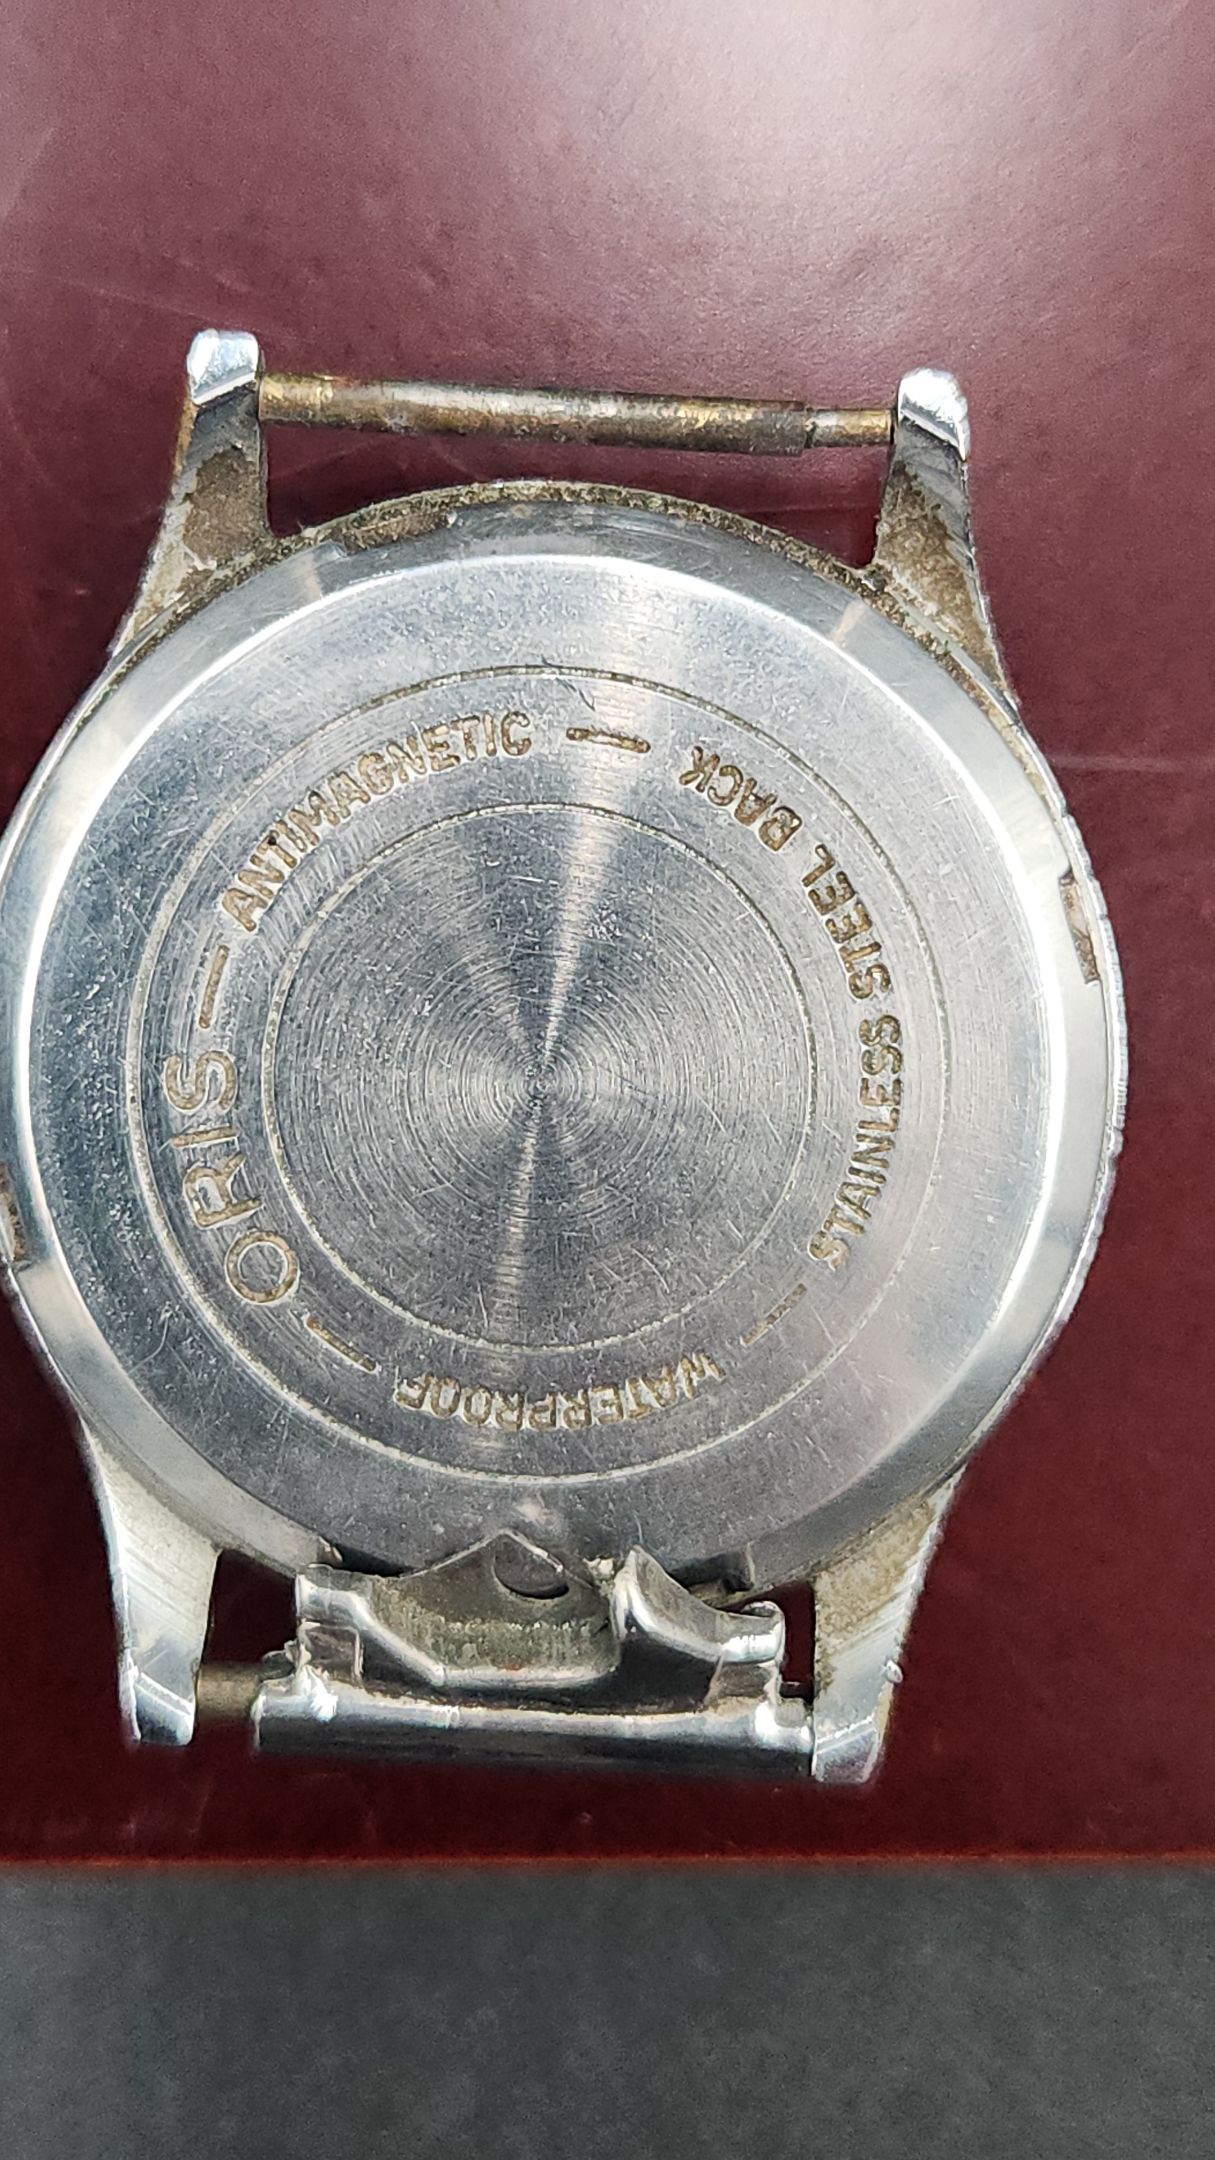 ORIS — ANTIMAGNETIC — STAINLESS STEEL BACK — WATERPROOF —